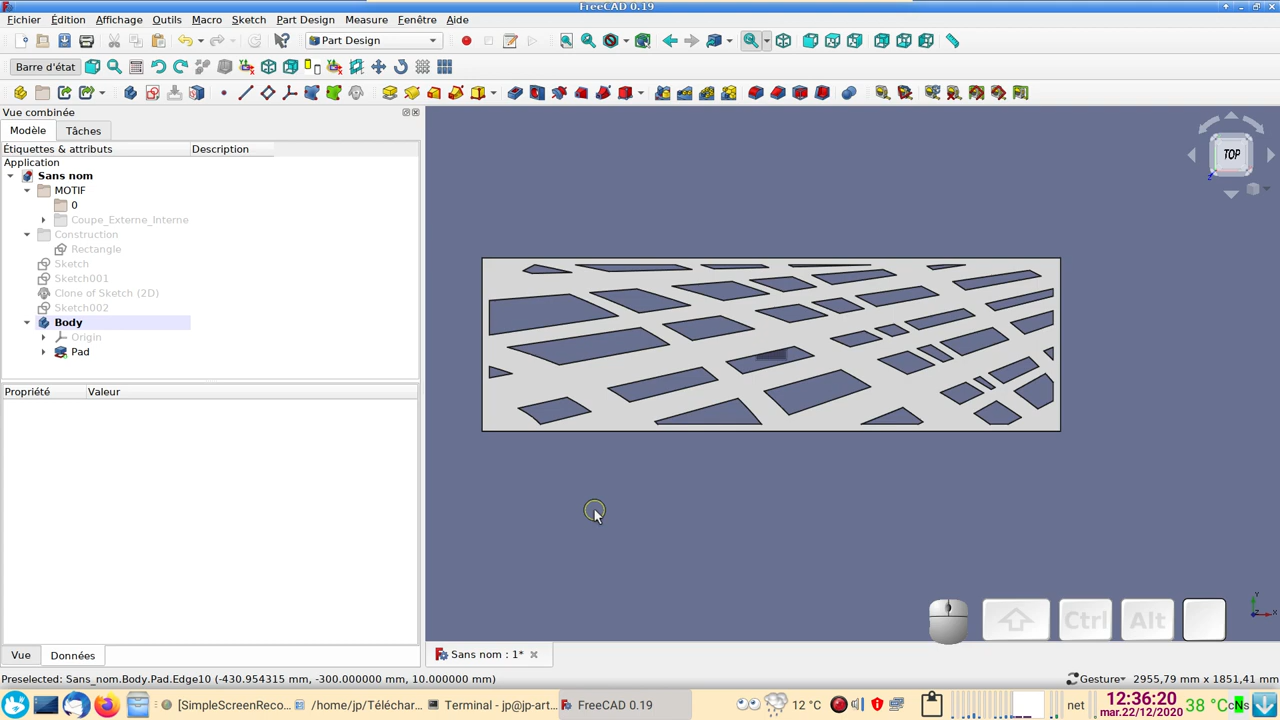 FreeCAD 0.19
Fichier Édition Affichage Outils Macro Sketch Part Design Measure Fenêtre Aide
Part Design
Barre d'état
Vue combinée
Modèle Tâches
Étiquettes & attributs Description
Application
Sans nom
MOTIF
0
Coupe_Externe_Interne
Construction
Rectangle
Sketch
Sketch001
Clone of Sketch (2D)
Sketch002
Body
Origin
Pad
Propriété Valeur
TOP
Z
Ctrl Alt
Y
X
Vue Données
Sans nom : 1*
Preselected: Sans_nom.Body.Pad.Edge10 (-430.954315 mm, -300.000000 mm, 10.000000 mm)
Gesture 2955,79 mm x 1851,41 mm
[SimpleScreenReco... /home/jp/Téléchar... Terminal - jp@jp-art... FreeCAD 0.19
12 °C
net
12:36:20
mar.22/12/2020
38 °C
cNs